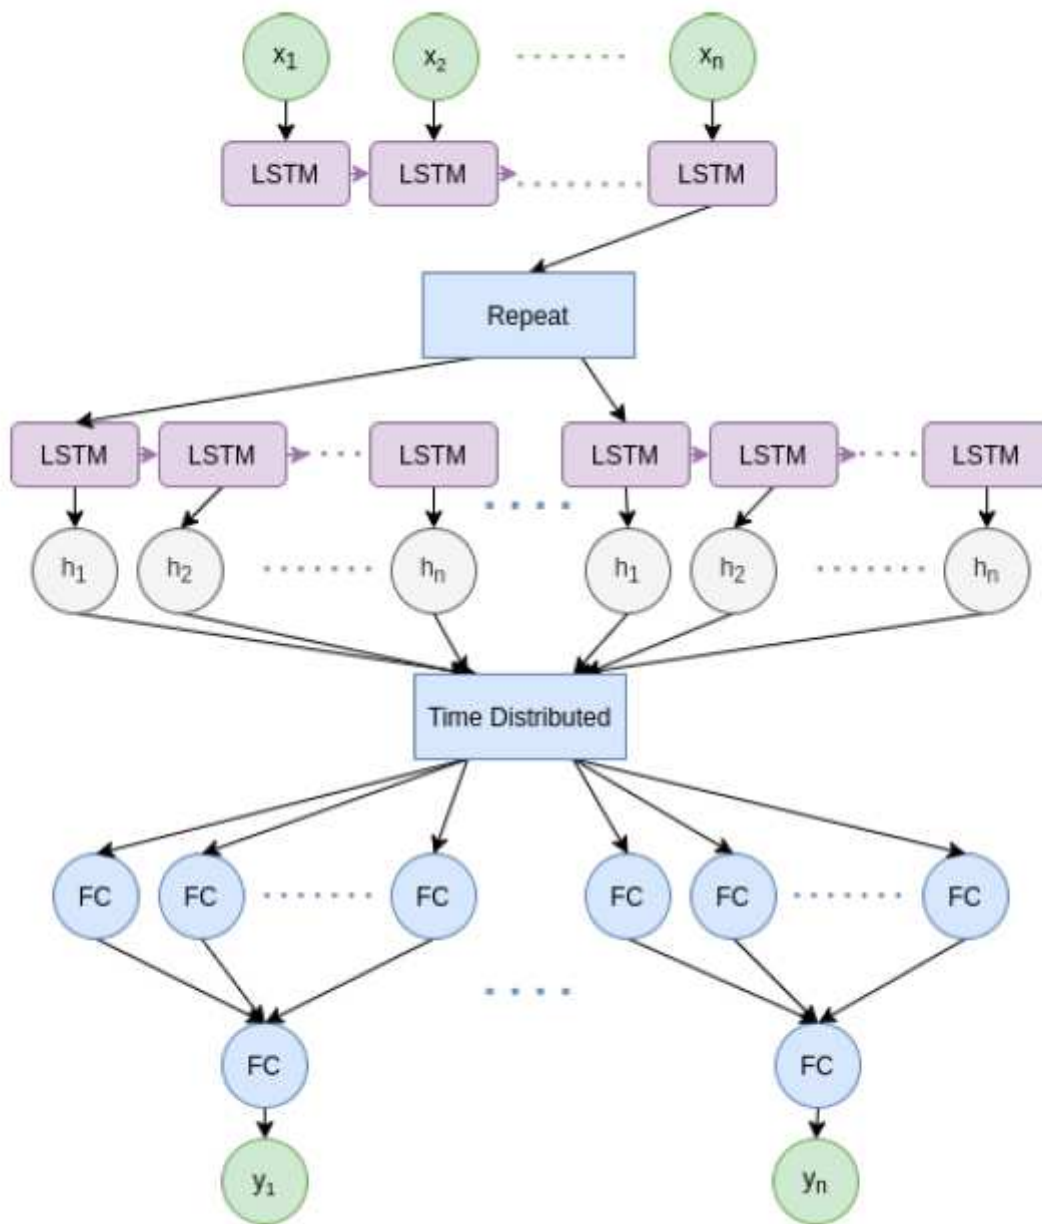 x1 x2 xn
LSTM LSTM LSTM
Repeat
LSTM LSTM LSTM LSTM LSTM LSTM
h1 h2 hn h1 h2 hn
Time Distributed
FC FC FC FC FC FC
FC FC
y1 yn